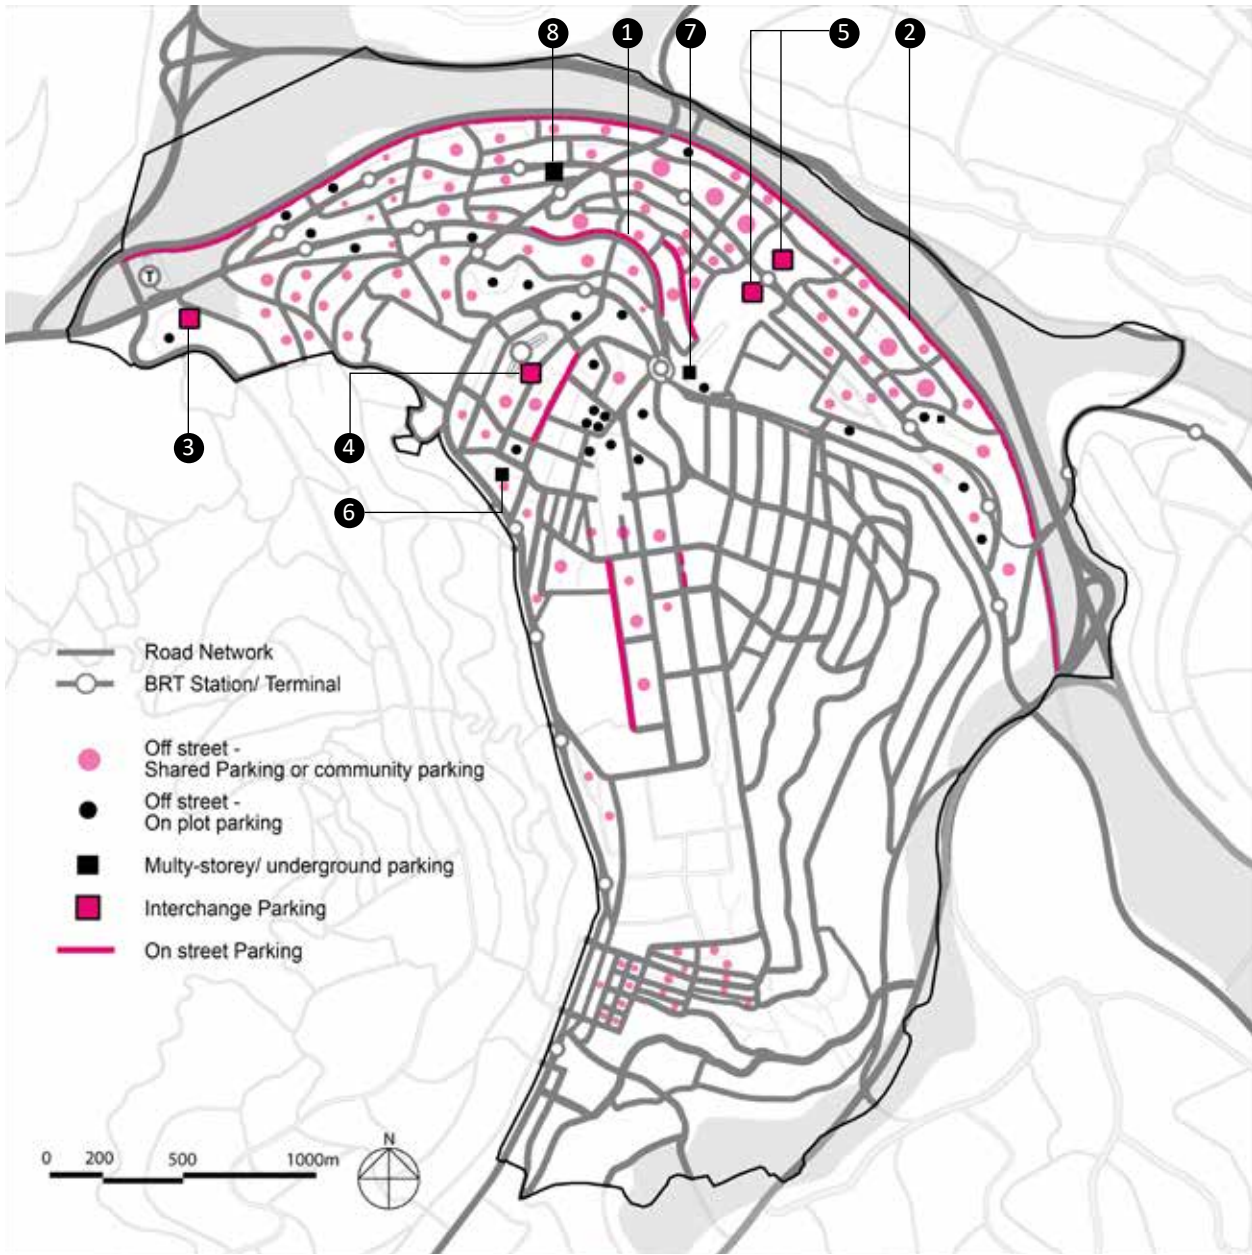 8 1 7 5 2
T
3
4
6
Road Network
BRT Station/ Terminal
Off street -
Shared Parking or community parking
Off street -
On plot parking
Multy-storey/ underground parking
Interchange Parking
On street Parking
0 200 500 1000m
N